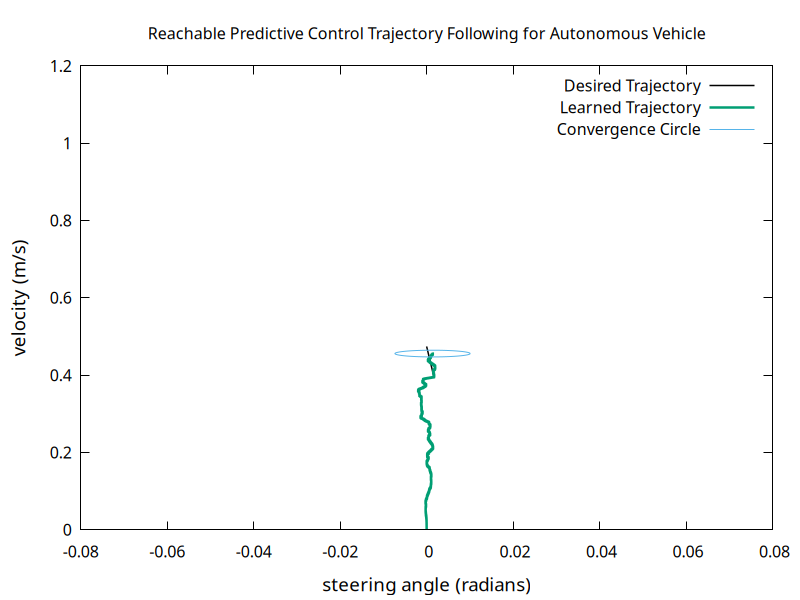 Reachable Predictive Control Trajectory Following for Autonomous Vehicle
Desired Trajectory
Learned Trajectory
Convergence Circle
velocity (m/s)
1.2
1
0.8
0.6
0.4
0.2
0
-0.08 -0.06 -0.04 -0.02 0 0.02 0.04 0.06 0.08
steering angle (radians)